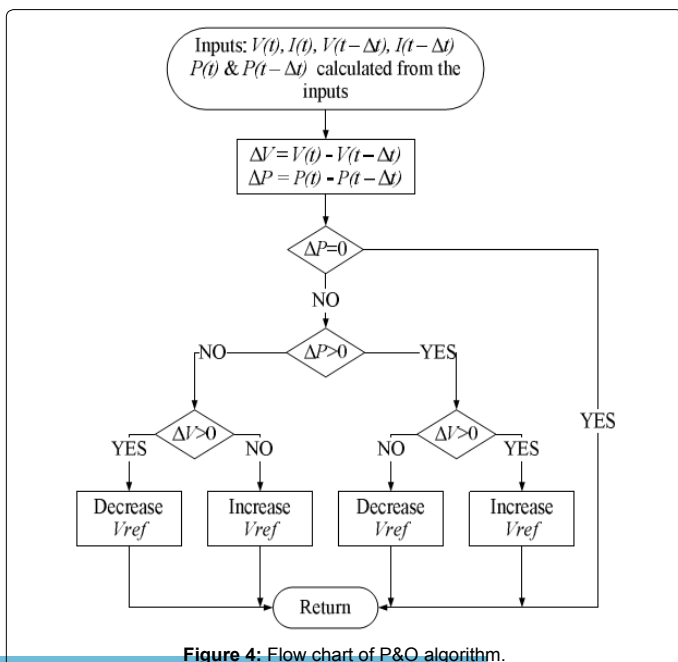 Inputs: V(t), I(t), V(t−Δt), I(t−Δt)
P(t) & P(t−Δt) calculated from the
inputs
ΔV = V(t) - V(t−Δt)
ΔP = P(t) - P(t−Δt)
ΔP=0
NO
NO
ΔP>0
YES
YES
ΔV>0
ΔV>0
YES
NO
NO
YES
Decrease
Vref
Increase
Vref
Decrease
Vref
Increase
Vref
Return
Figure 4: Flow chart of P&O algorithm.